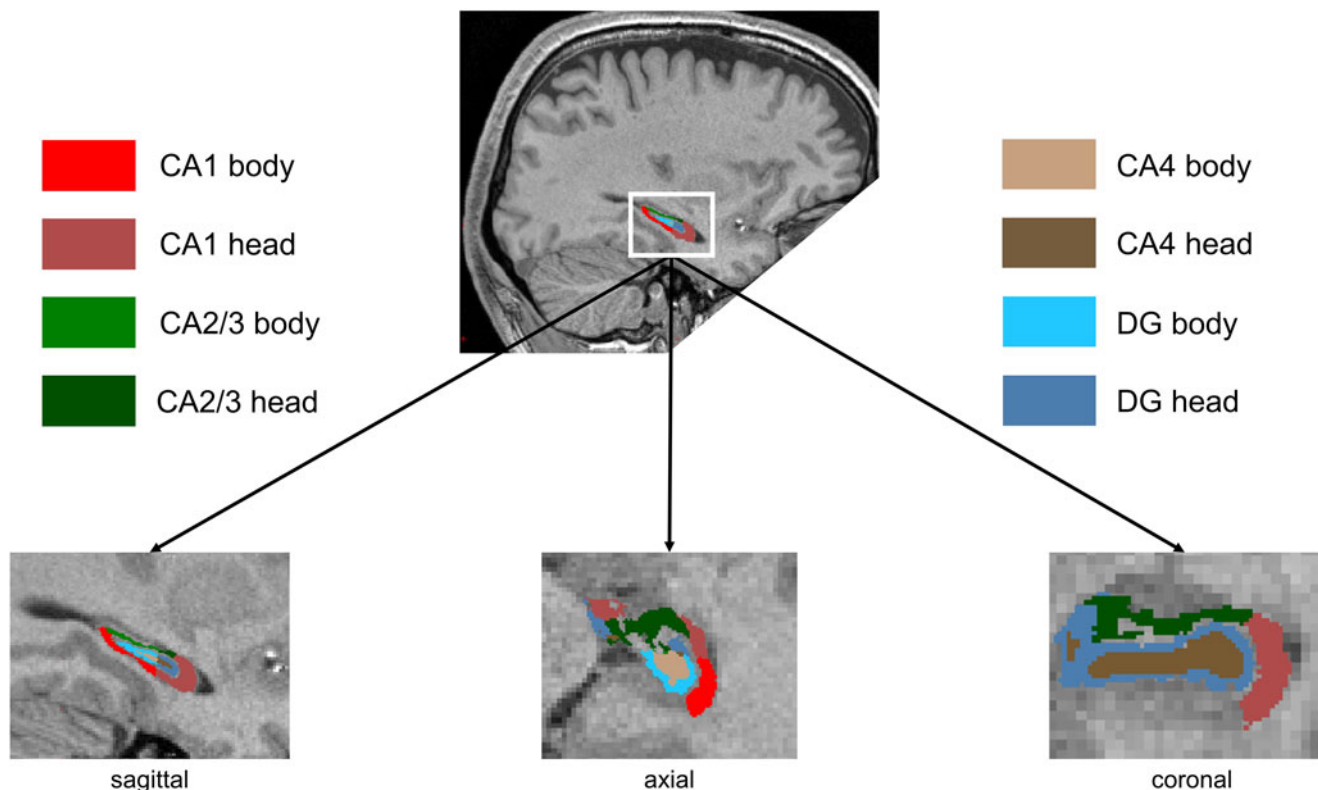 CA1 body
CA1 head
CA2/3 body
CA2/3 head
CA4 body
CA4 head
DG body
DG head
sagittal
axial
coronal